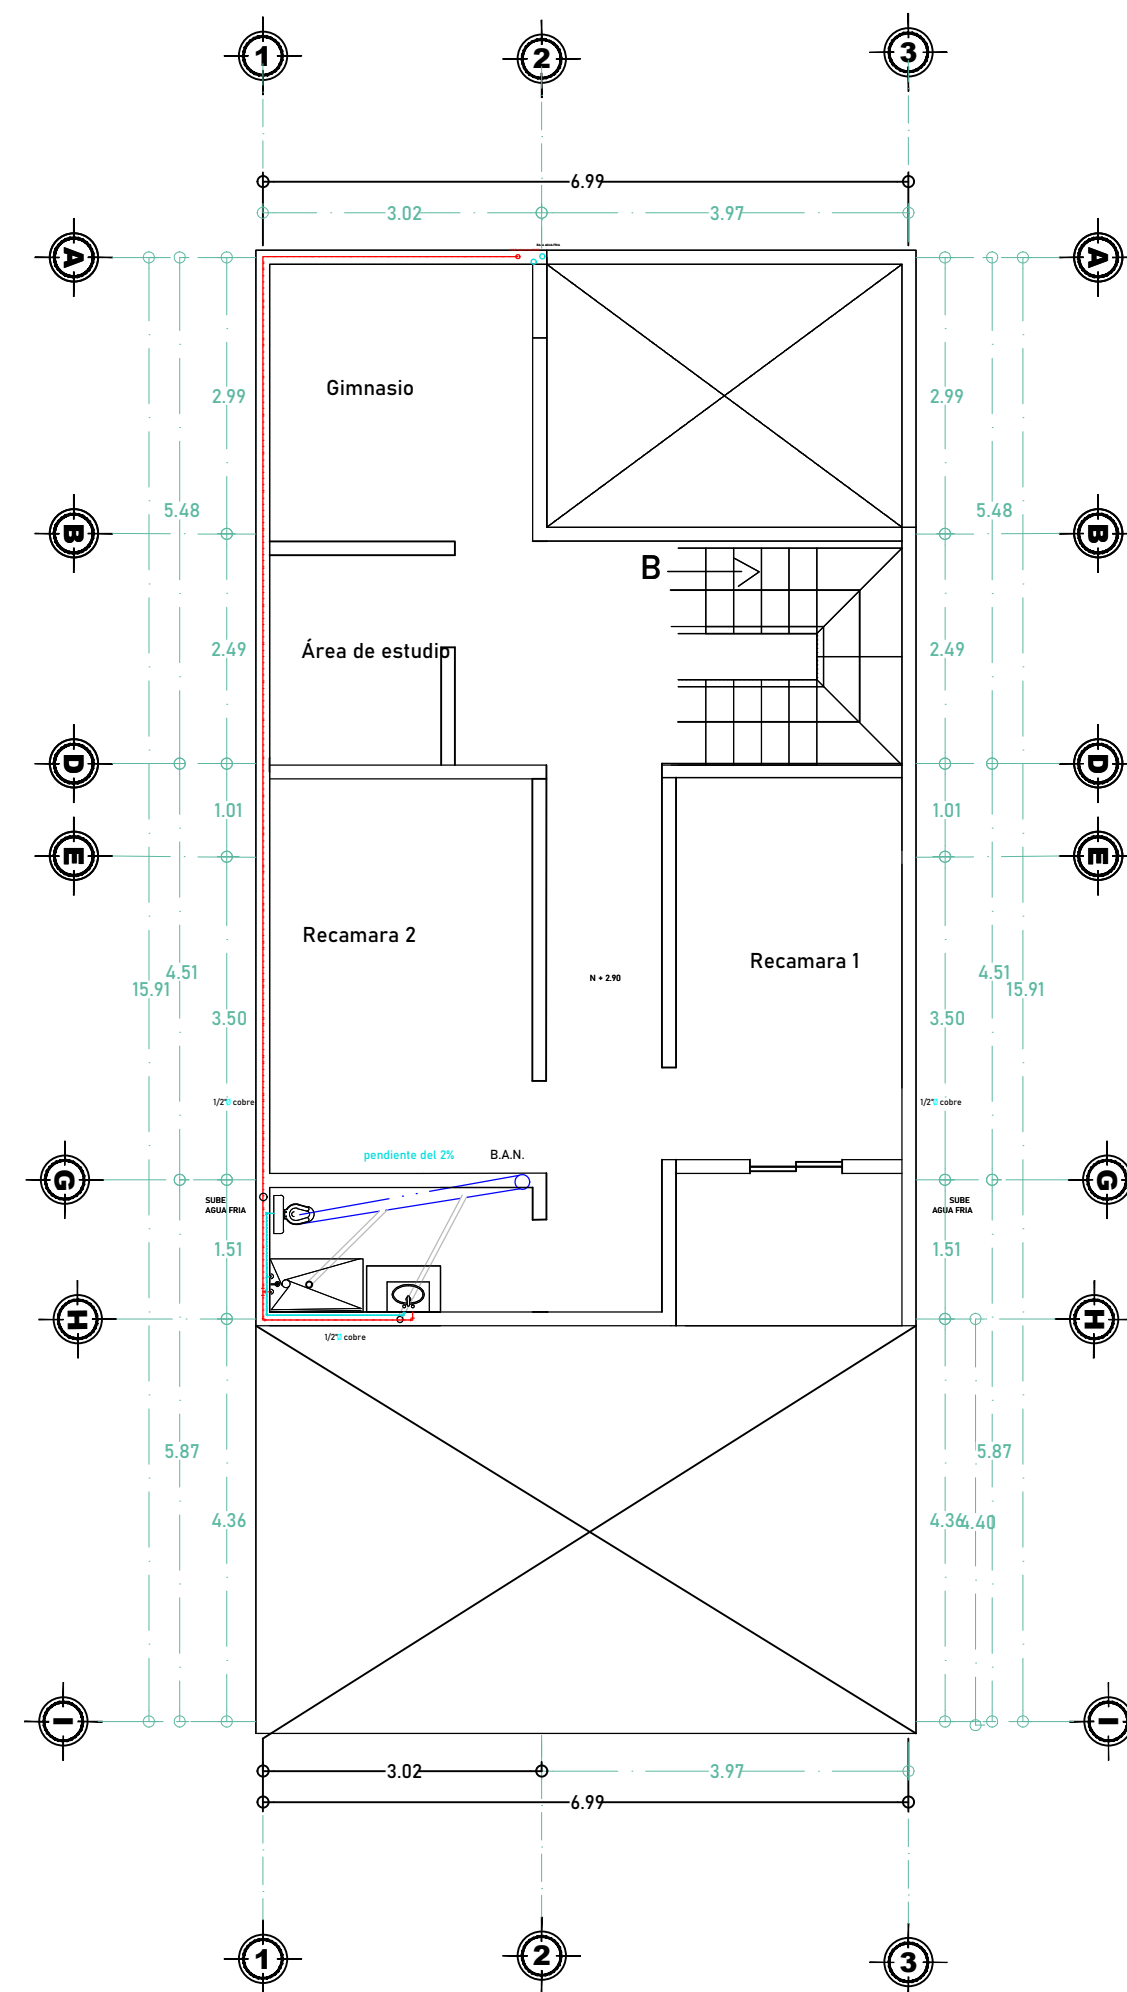 1 2 3
6.99
3.02 3.97
A A
2.99 2.99
Gimnasio
5.48 5.48
B B
B
2.49 Área de estudio 2.49
D D
1.01 1.01
E E
Recamara 2
Recamara 1
4.51 N + 2.90 4.51
15.91 15.91
3.50 3.50
1/2"Ø cobre 1/2"Ø cobre
pendiente del 2% B.A.N.
G G
SUBE SUBE
AGUA FRIA AGUA FRIA
1.51 1.51
H H
1/2"Ø cobre
5.87 5.87
4.36 4.36 4.40
I I
3.02 3.97
6.99
1 2 3